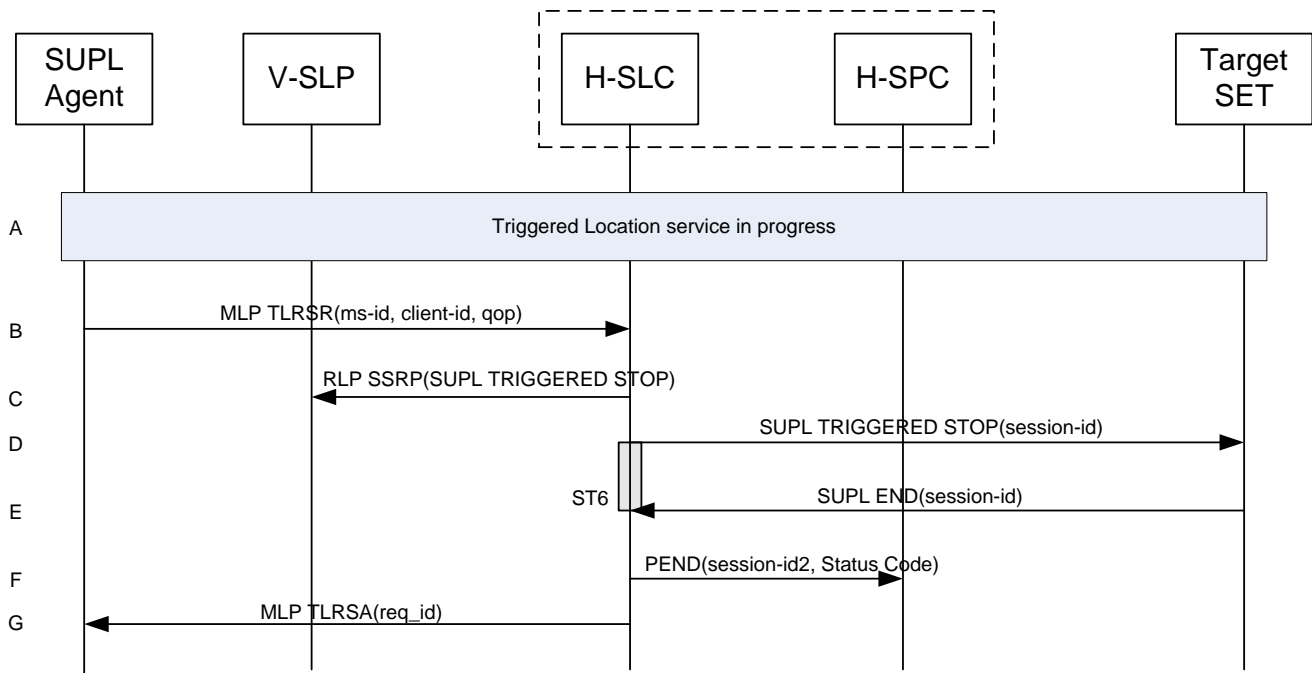 SUPL
Agent
V-SLP
H-SLC
H-SPC
Target
SET
A
Triggered Location service in progress
B
MLP TLRSR(ms-id, client-id, qop)
C
RLP SSRP(SUPL TRIGGERED STOP)
D
SUPL TRIGGERED STOP(session-id)
ST6
E
SUPL END(session-id)
F
PEND(session-id2, Status Code)
G
MLP TLRSA(req_id)